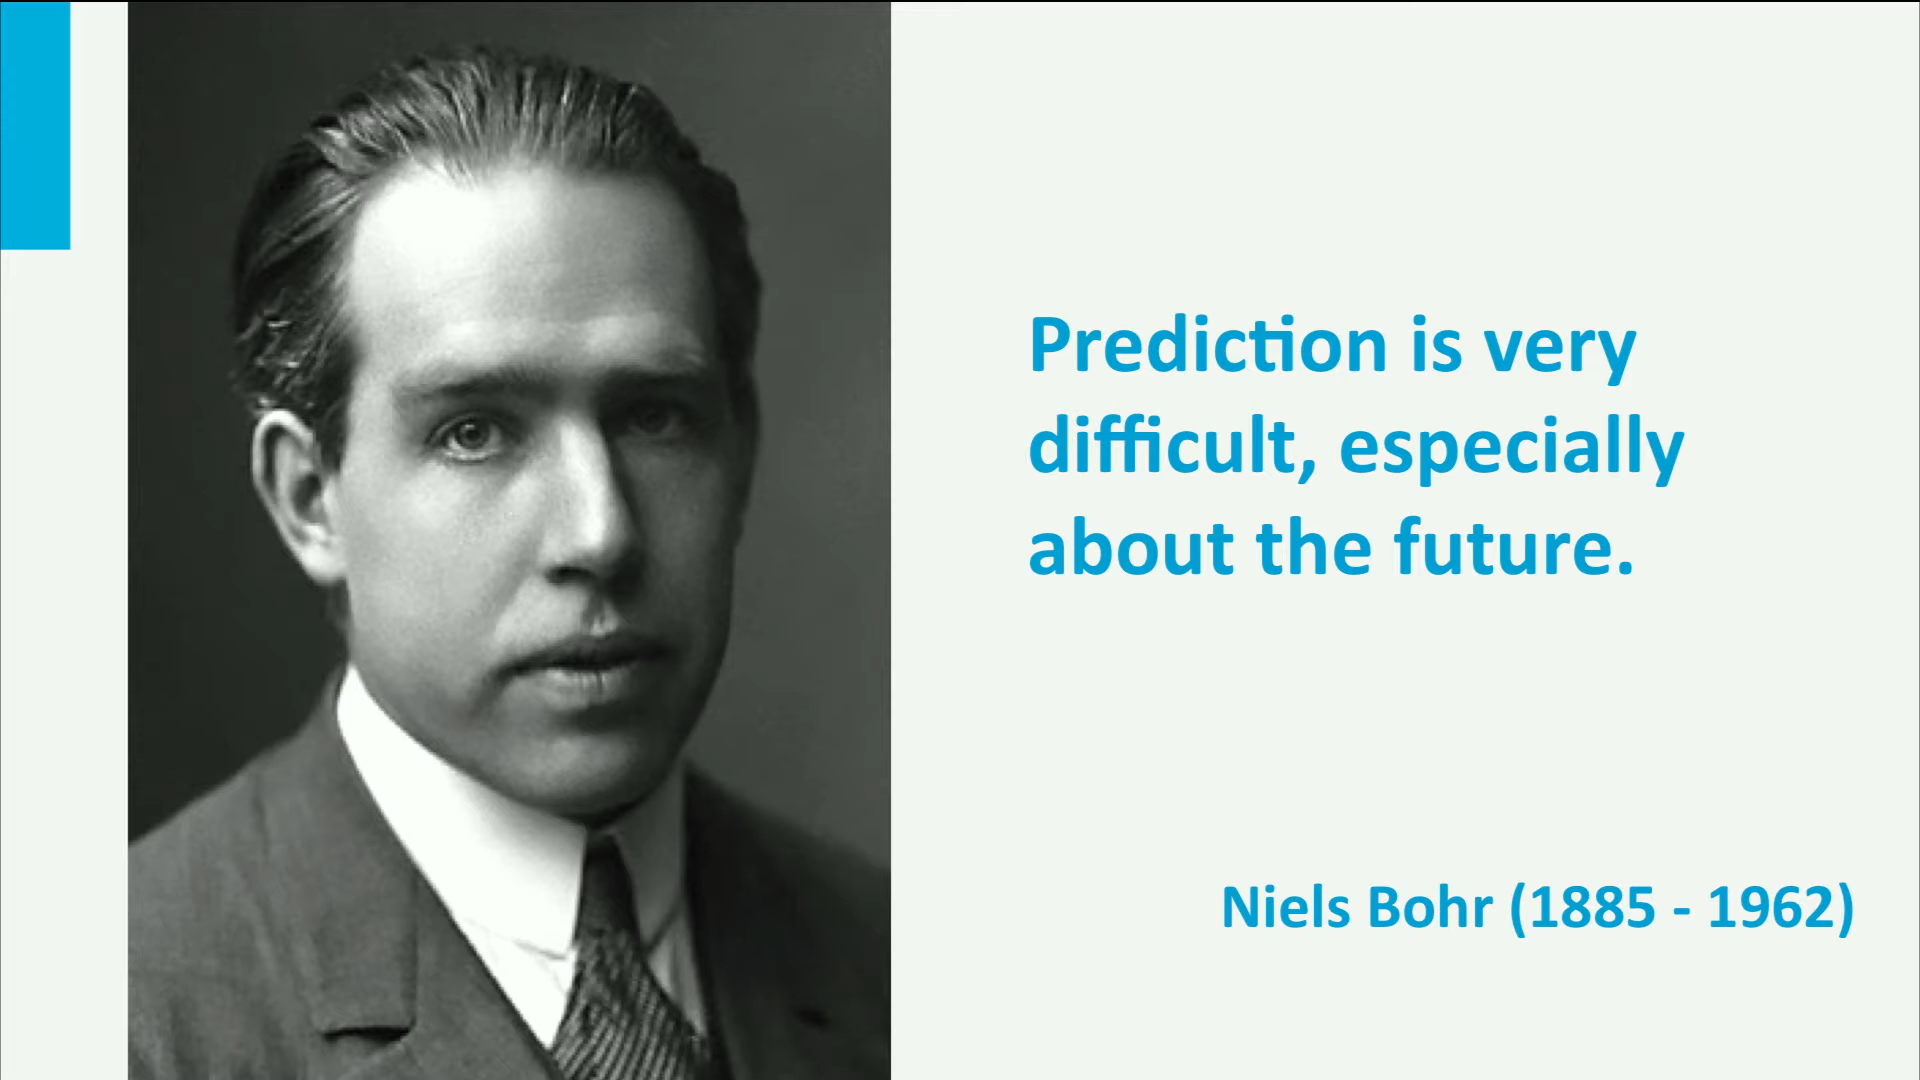 Prediction is very
difficult, especially
about the future.
Niels Bohr (1885 - 1962)